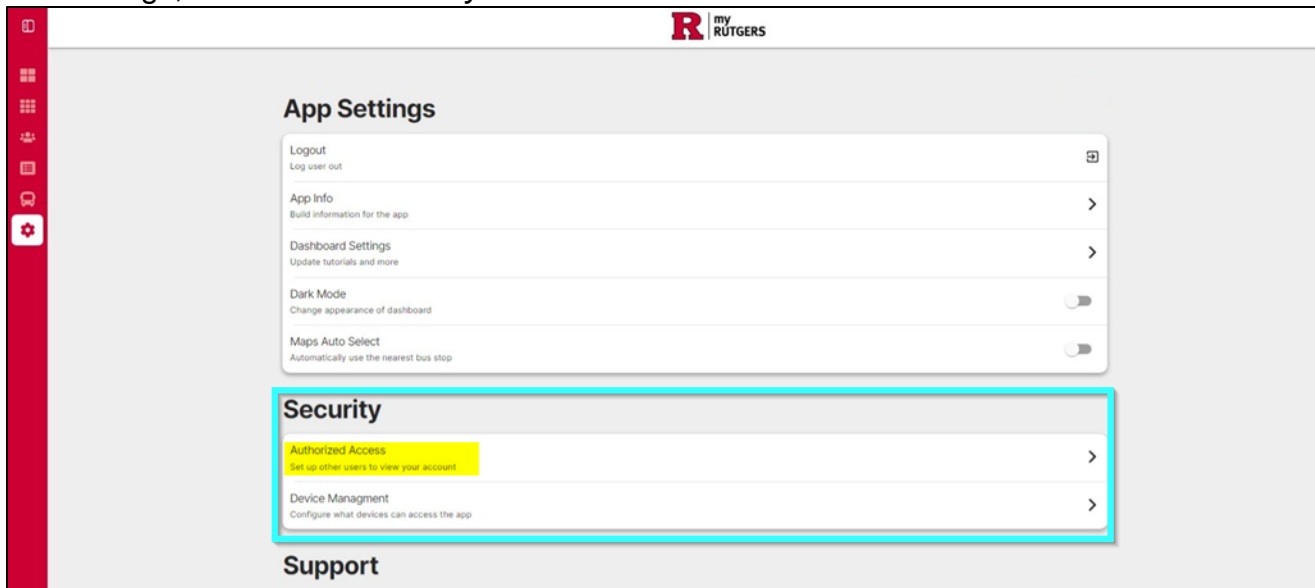 R my RUTGERS
App Settings
Logout
Log user out
App Info
Build information for the app
Dashboard Settings
Update tutorials and more
Dark Mode
Change appearance of dashboard
Maps Auto Select
Automatically use the nearest bus stop
Security
Authorized Access
Set up other users to view your account
Device Managment
Configure what devices can access the app
Support